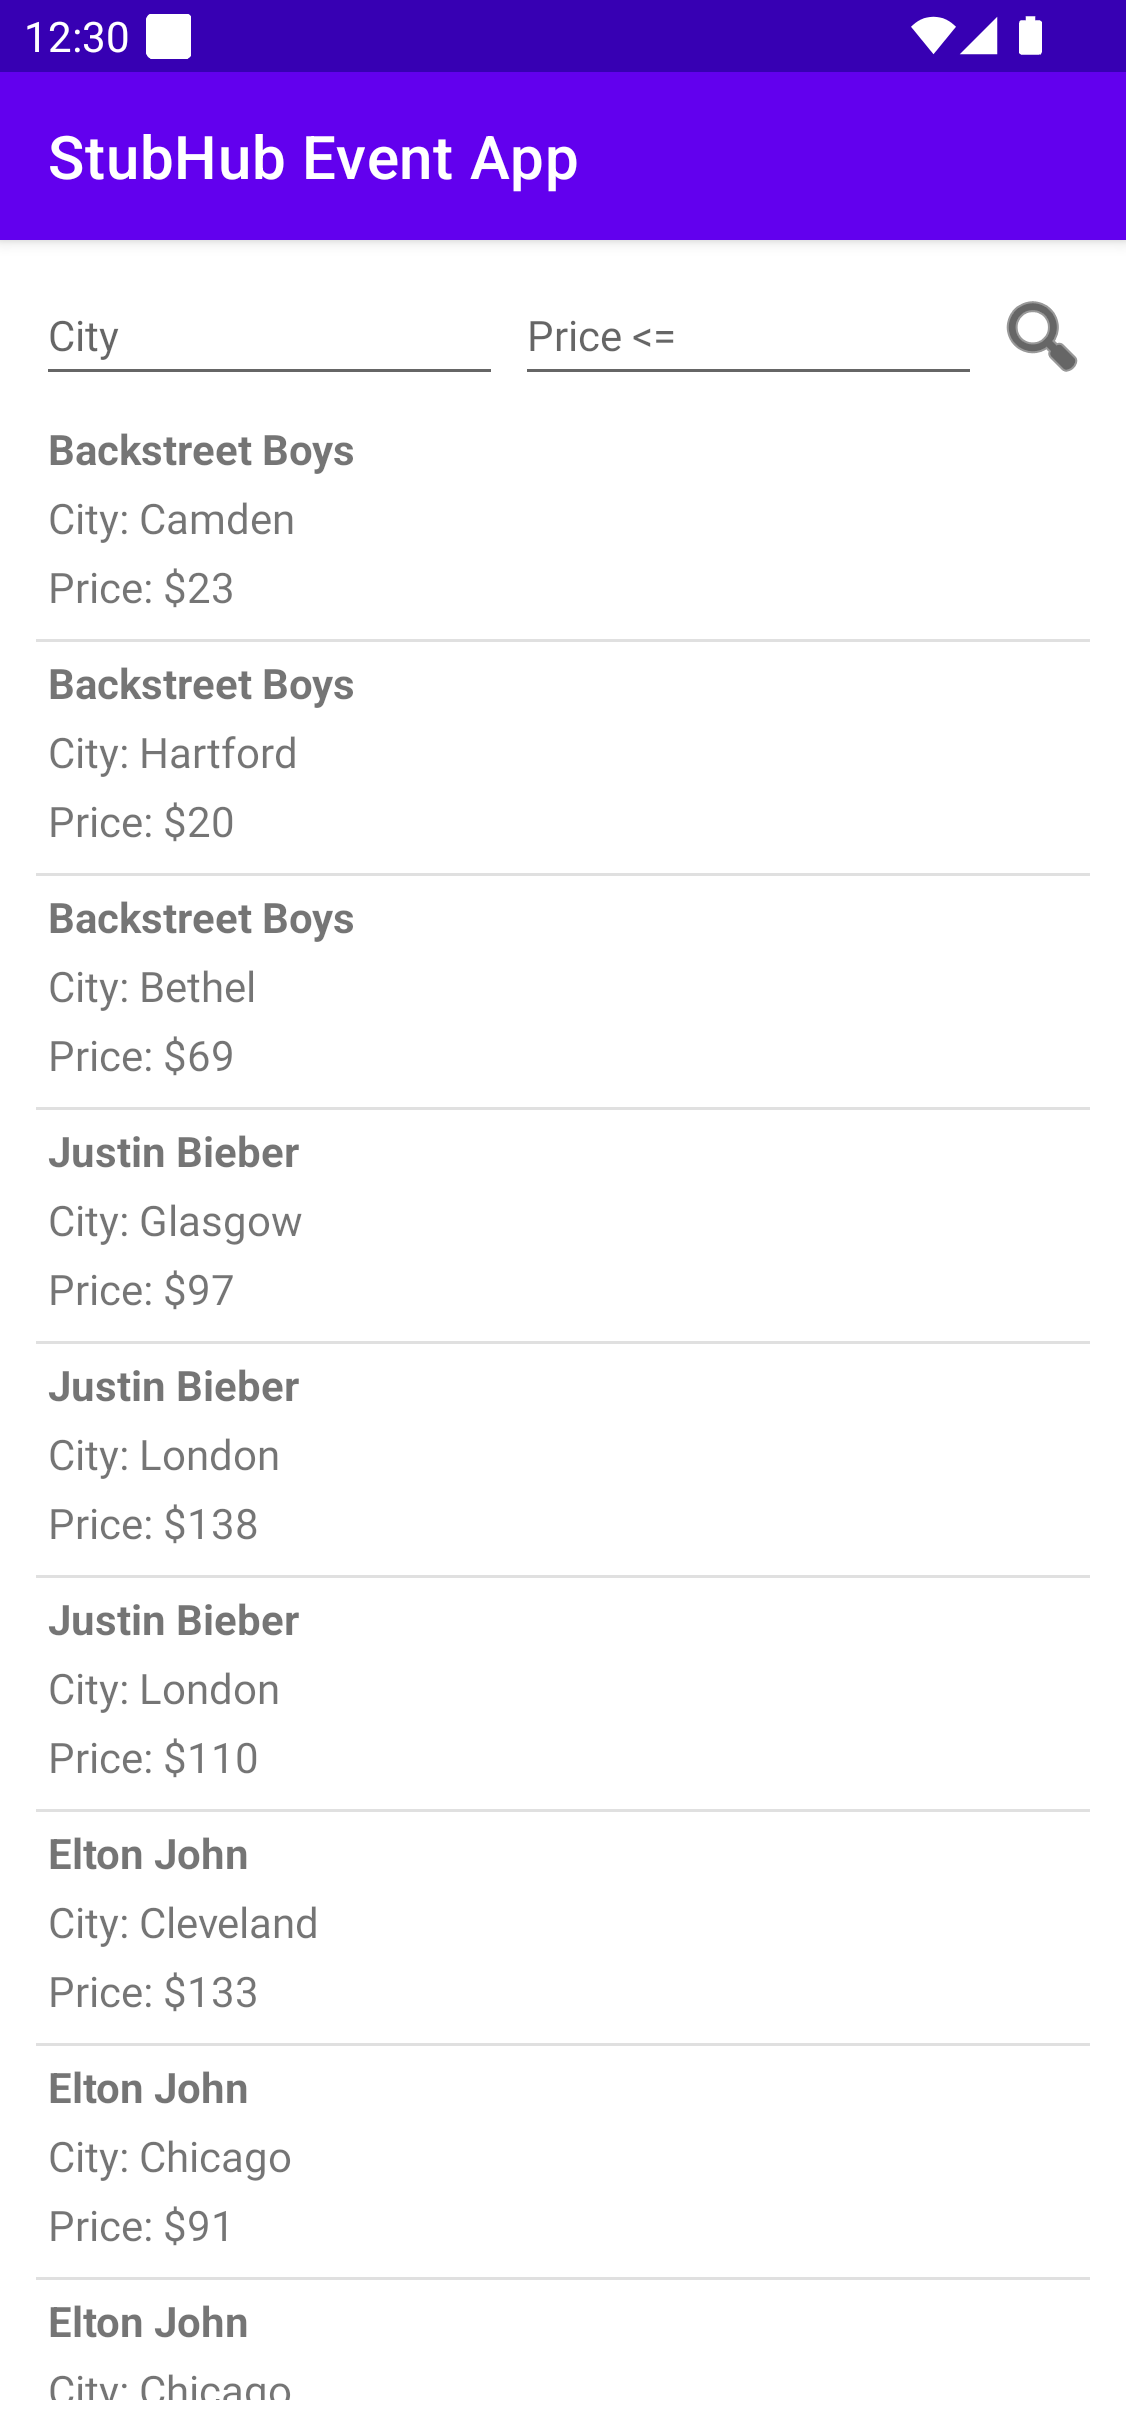 12:30
StubHub Event App
City
Price <=
Backstreet Boys
City: Camden
Price: $23
Backstreet Boys
City: Hartford
Price: $20
Backstreet Boys
City: Bethel
Price: $69
Justin Bieber
City: Glasgow
Price: $97
Justin Bieber
City: London
Price: $138
Justin Bieber
City: London
Price: $110
Elton John
City: Cleveland
Price: $133
Elton John
City: Chicago
Price: $91
Elton John
City: Chicago